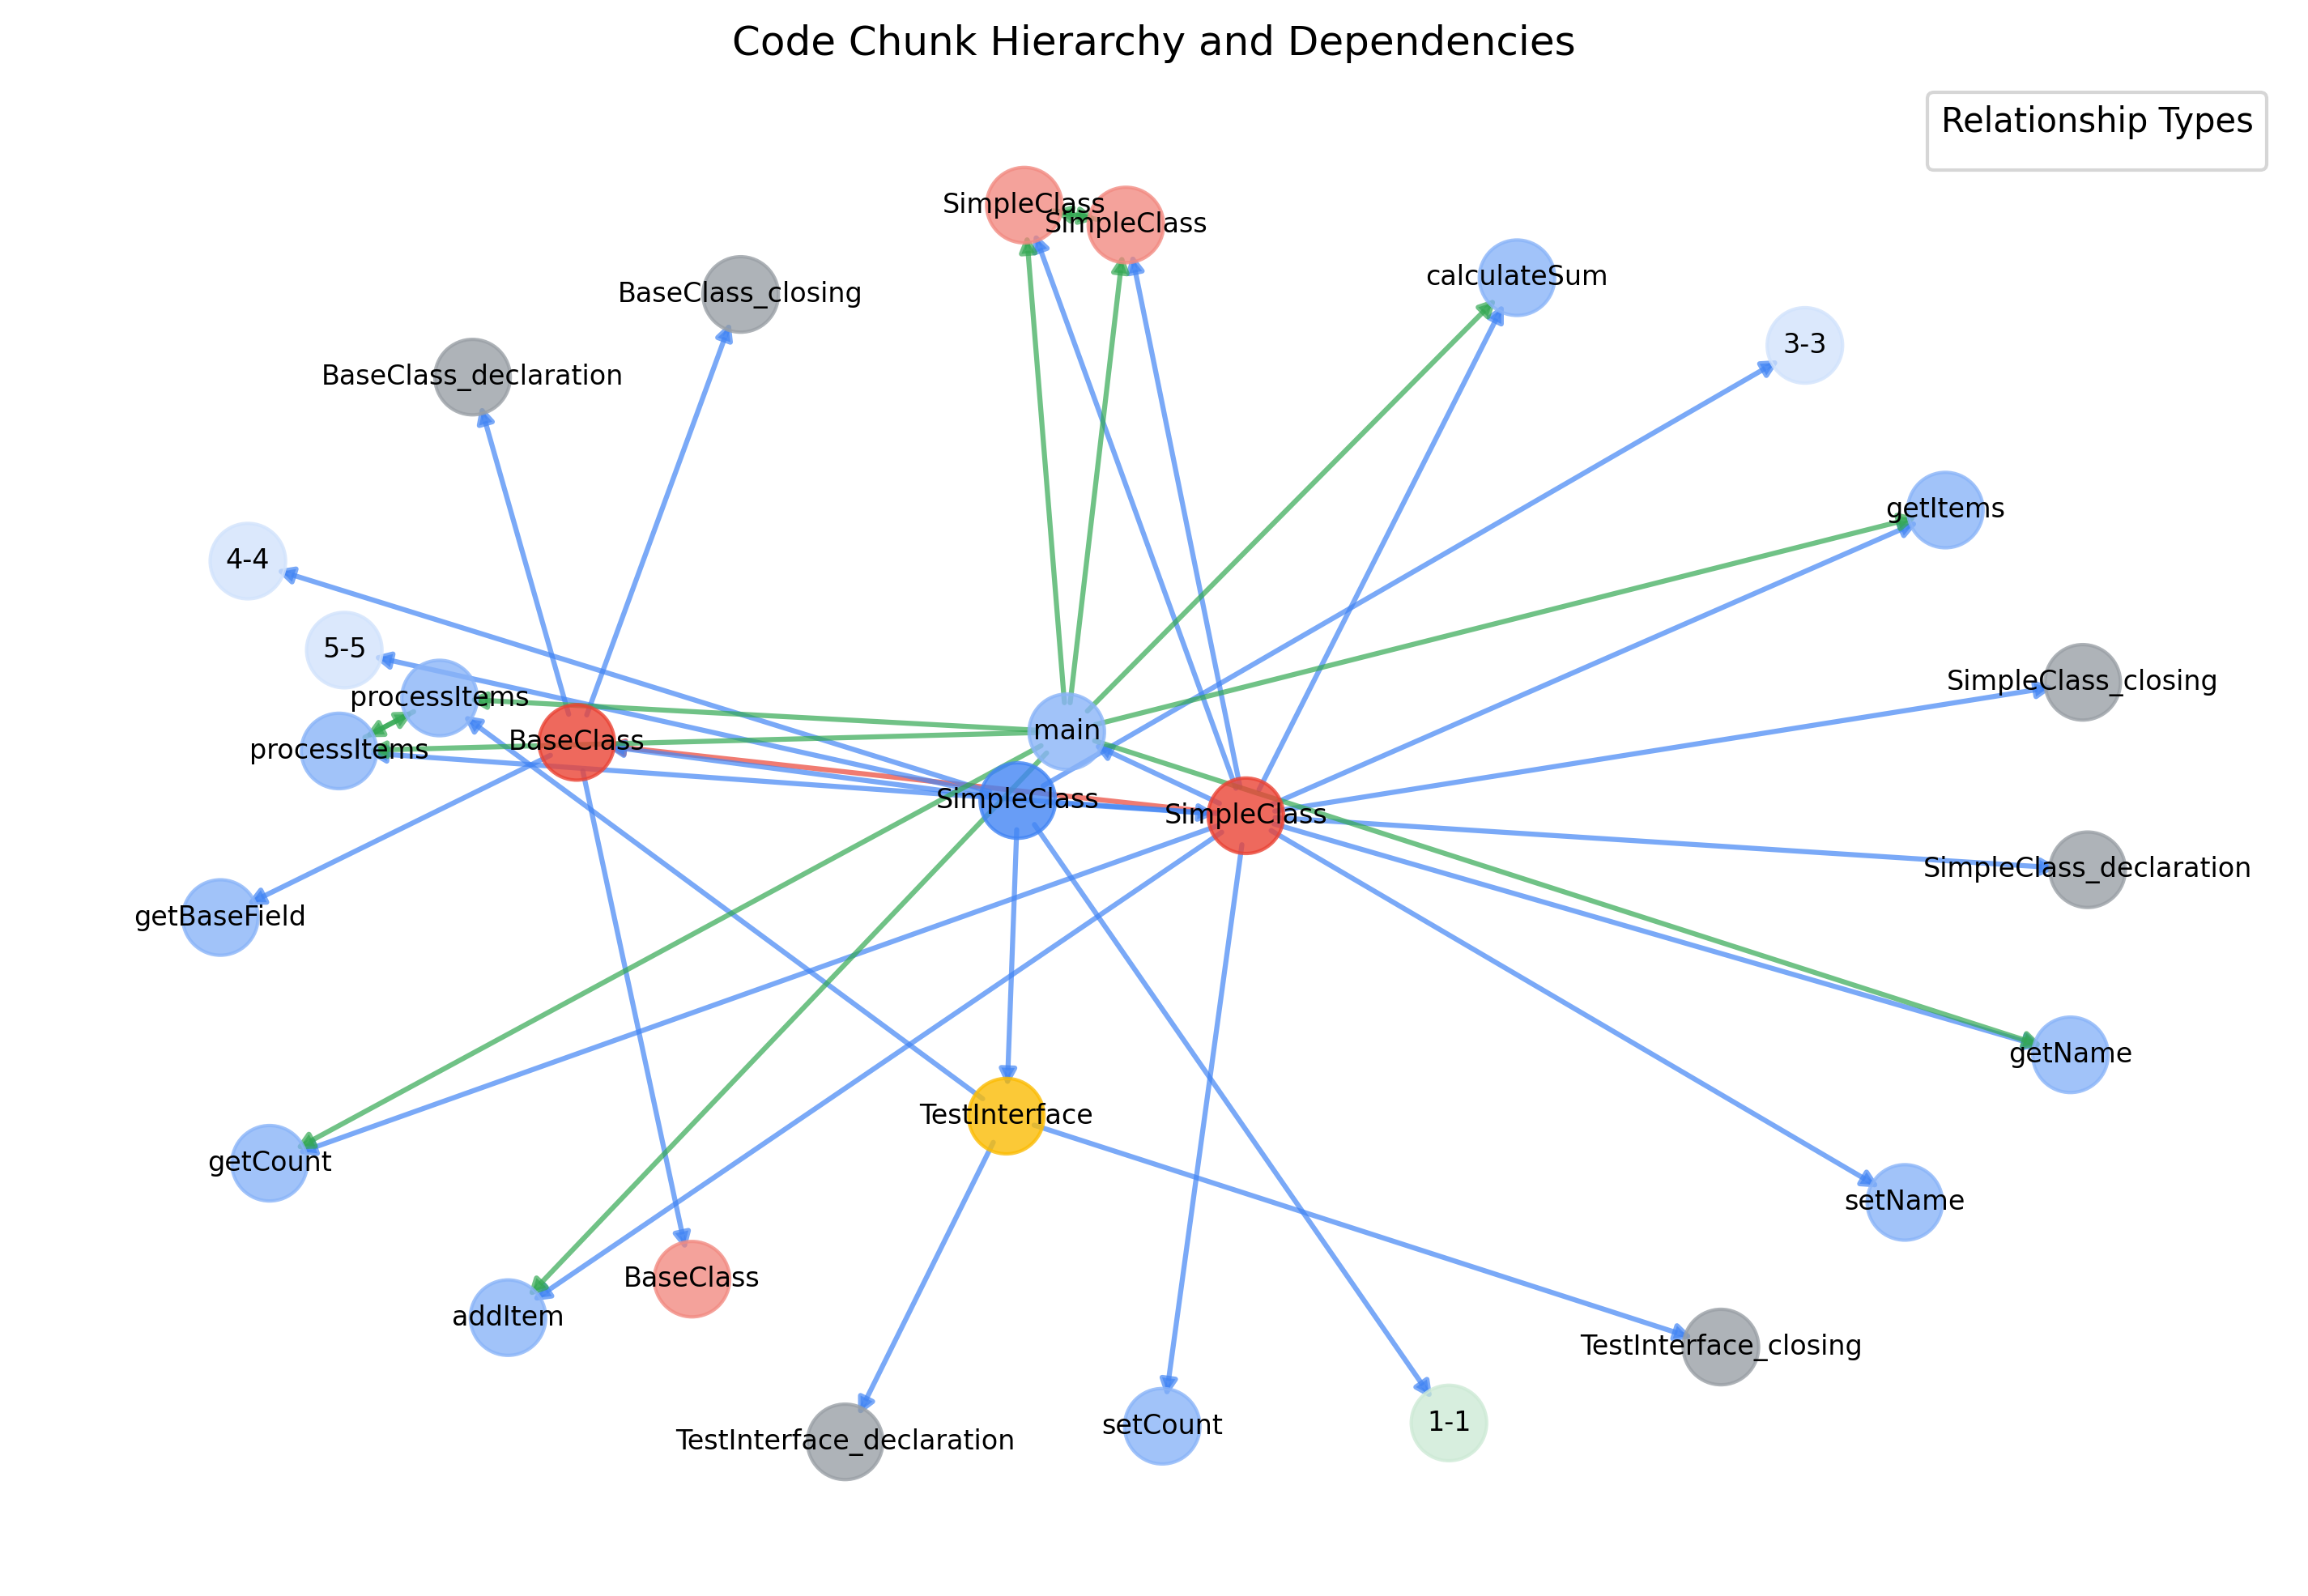 Code Chunk Hierarchy and Dependencies
Relationship Types
SimpleClass
SimpleClass
calculateSum
BaseClass_closing
3-3
BaseClass_declaration
getItems
4-4
5-5
SimpleClass_closing
processItems
main
BaseClass
processItems
SimpleClass
SimpleClass
SimpleClass_declaration
getBaseField
getName
TestInterface
getCount
setName
BaseClass
addItem
TestInterface_closing
1-1
setCount
TestInterface_declaration